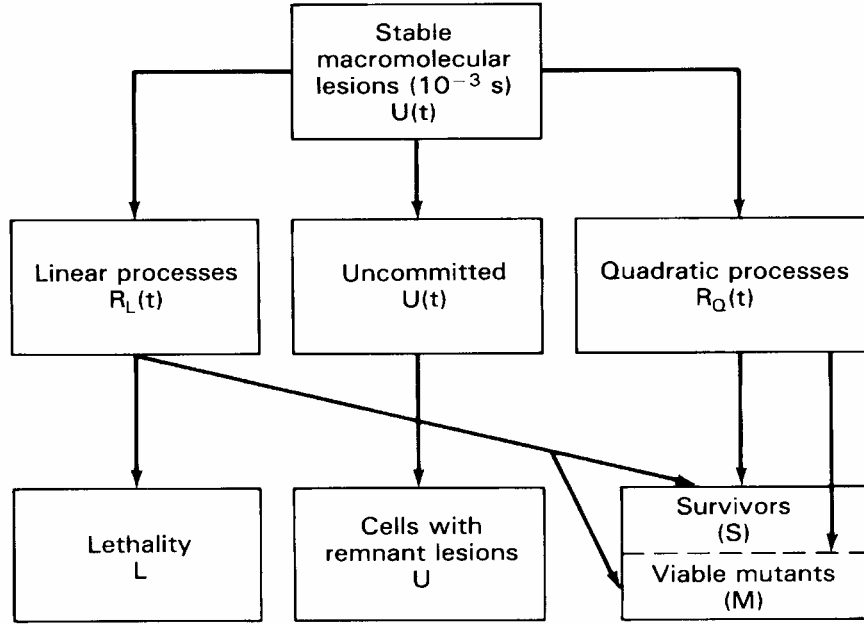 Stable
macromolecular
lesions (10⁻³ s)
U(t)
Linear processes
R_L(t)
Uncommitted
U(t)
Quadratic processes
R_Q(t)
Lethality
L
Cells with
remnant lesions
U
Survivors
(S)
Viable mutants
(M)